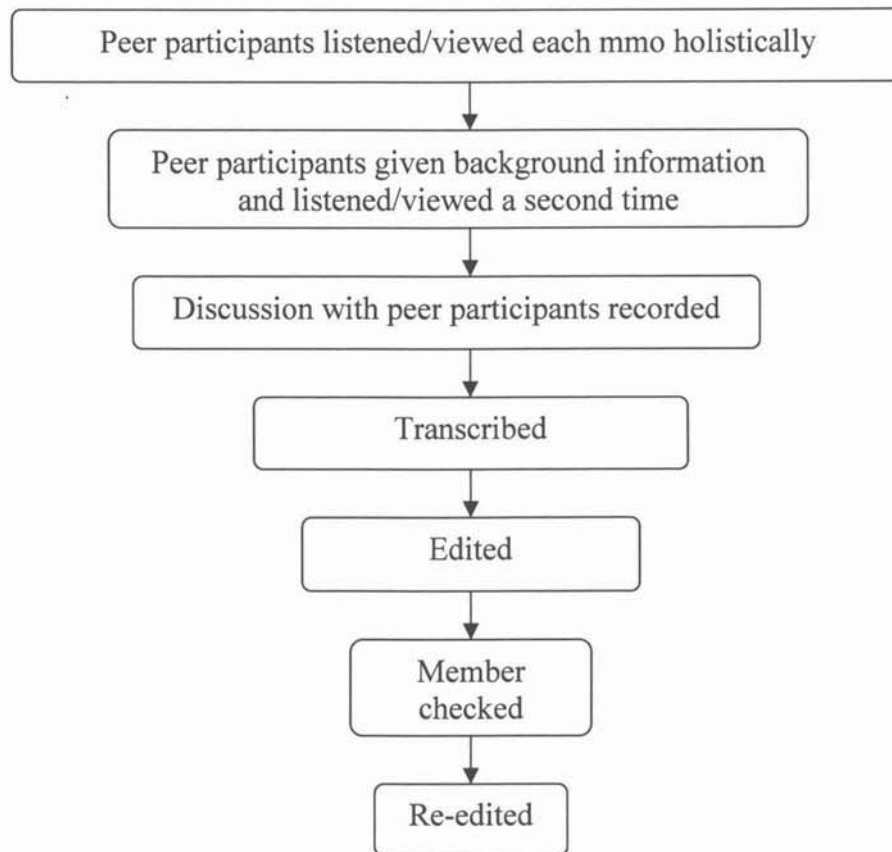 Peer participants listened/viewed each mmo holistically
Peer participants given background information
and listened/viewed a second time
Discussion with peer participants recorded
Transcribed
Edited
Member
checked
Re-edited